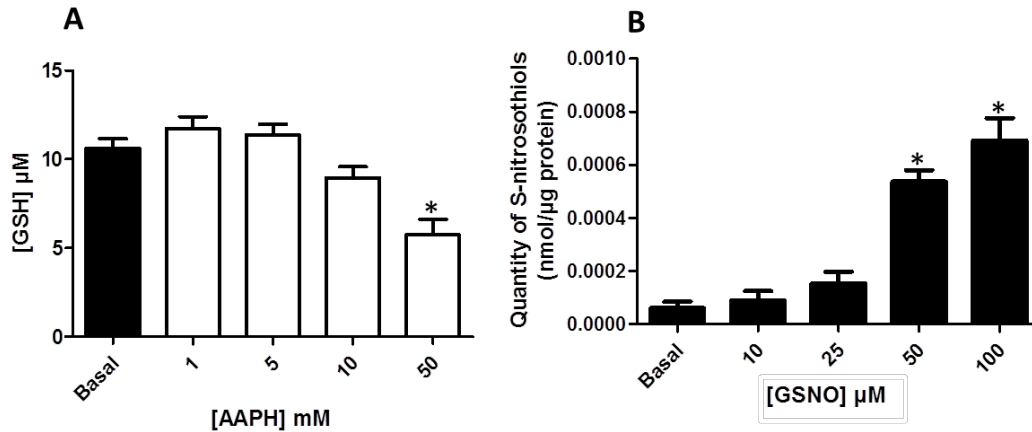 A
[GSH] µM
15
10
5
0
*
Basal
1
5
10
50
[AAPH] mM
B
Quantity of S-nitrosothiols
(nmol/µg protein)
0.0010
0.0008
0.0006
0.0004
0.0002
0.0000
*
*
Basal
10
25
50
100
[GSNO] µM